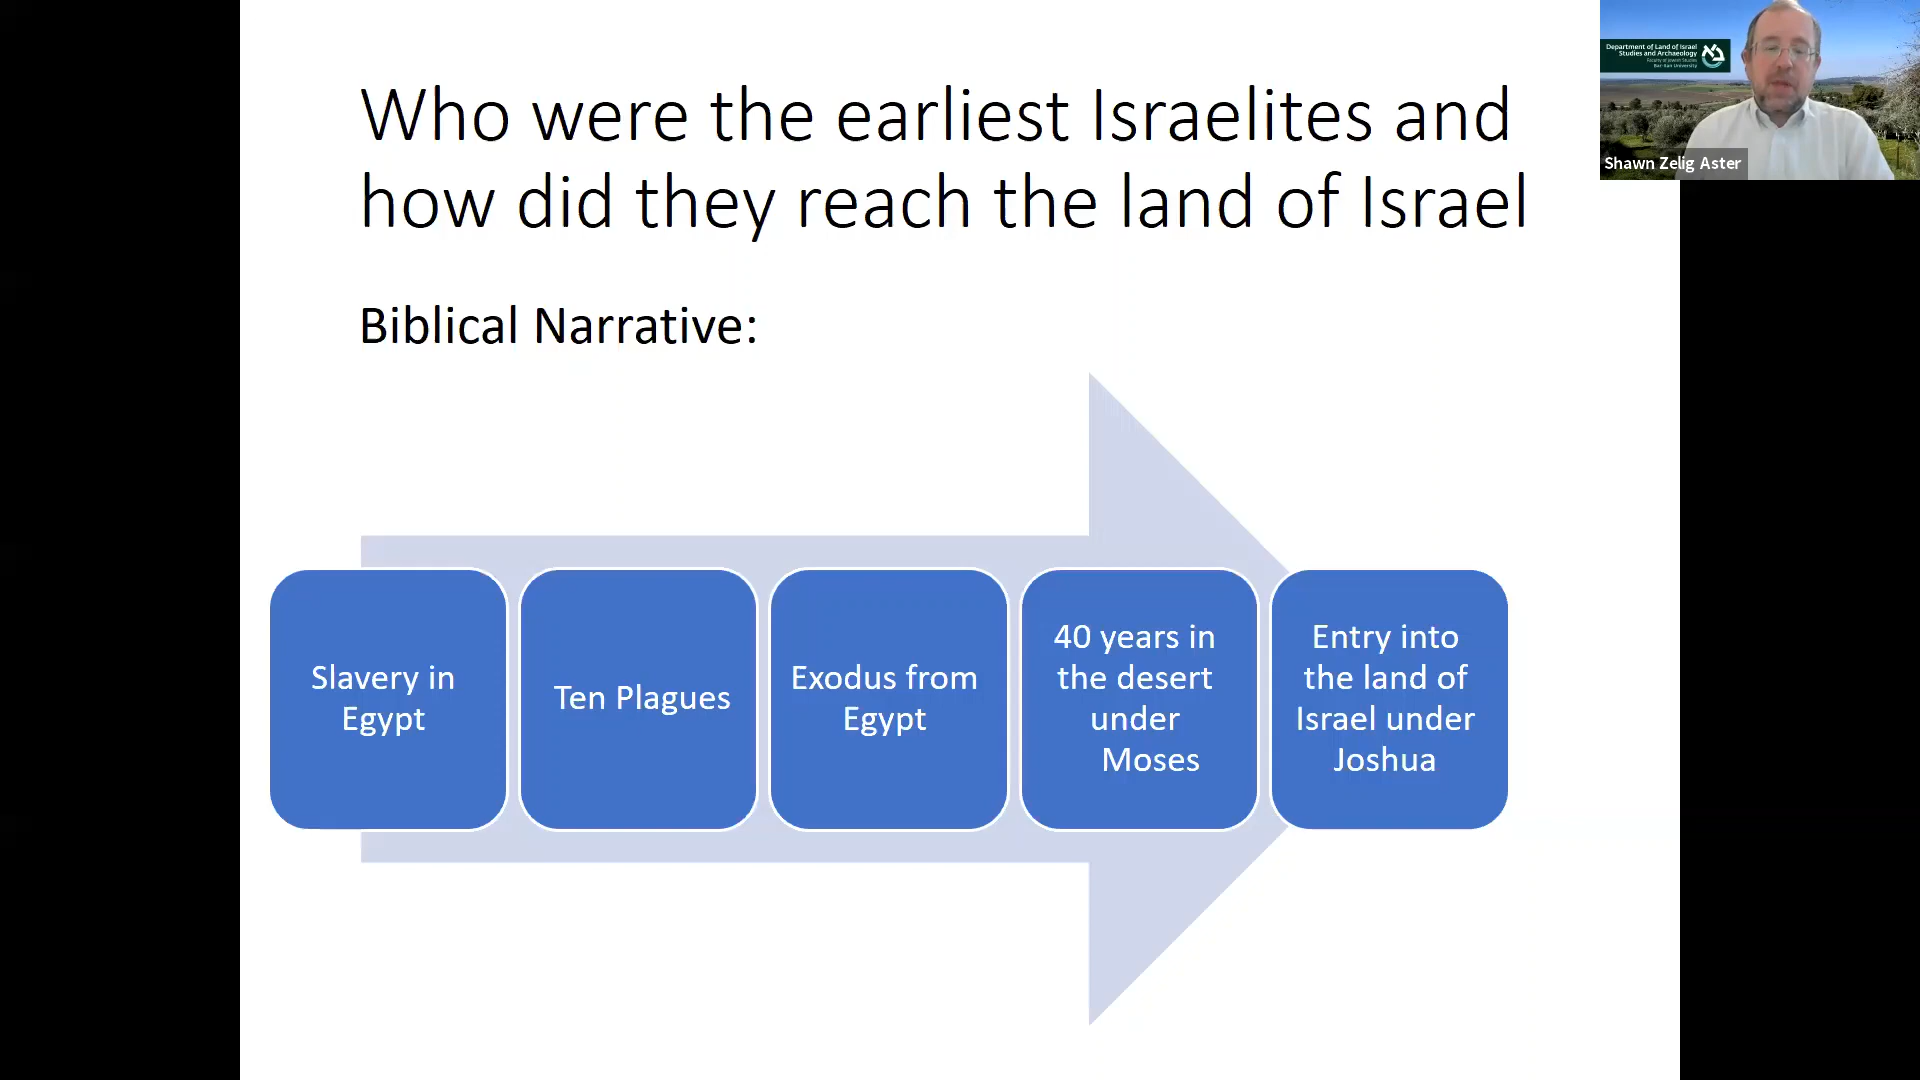 Who were the earliest Israelites and
how did they reach the land of Israel
Biblical Narrative:
Slavery in
Egypt
Ten Plagues
Exodus from
Egypt
40 years in
the desert
under
Moses
Entry into
the land of
Israel under
Joshua
Department of Land of Israel
Studies and Archaeology
Faculty of Jewish Studies
Bar-Ilan University
Shawn Zelig Aster